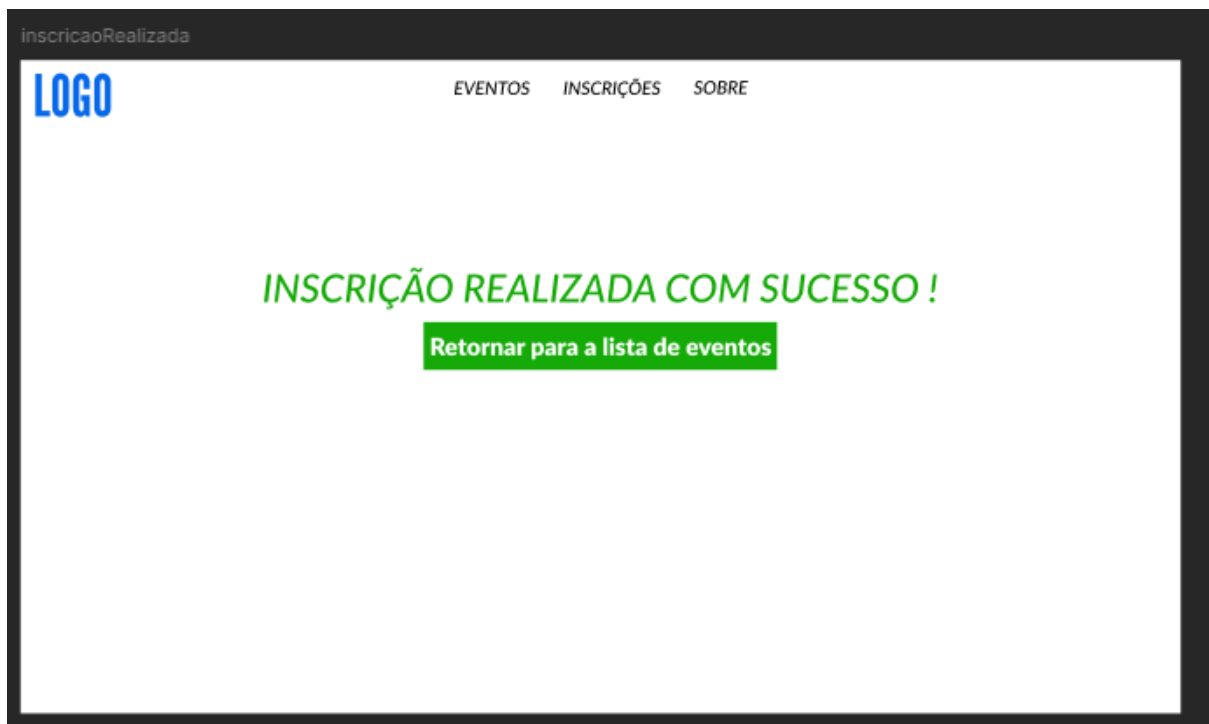 inscricaoRealizada
LOGO
EVENTOS INSCRIÇÕES SOBRE
INSCRIÇÃO REALIZADA COM SUCESSO !
Retornar para a lista de eventos